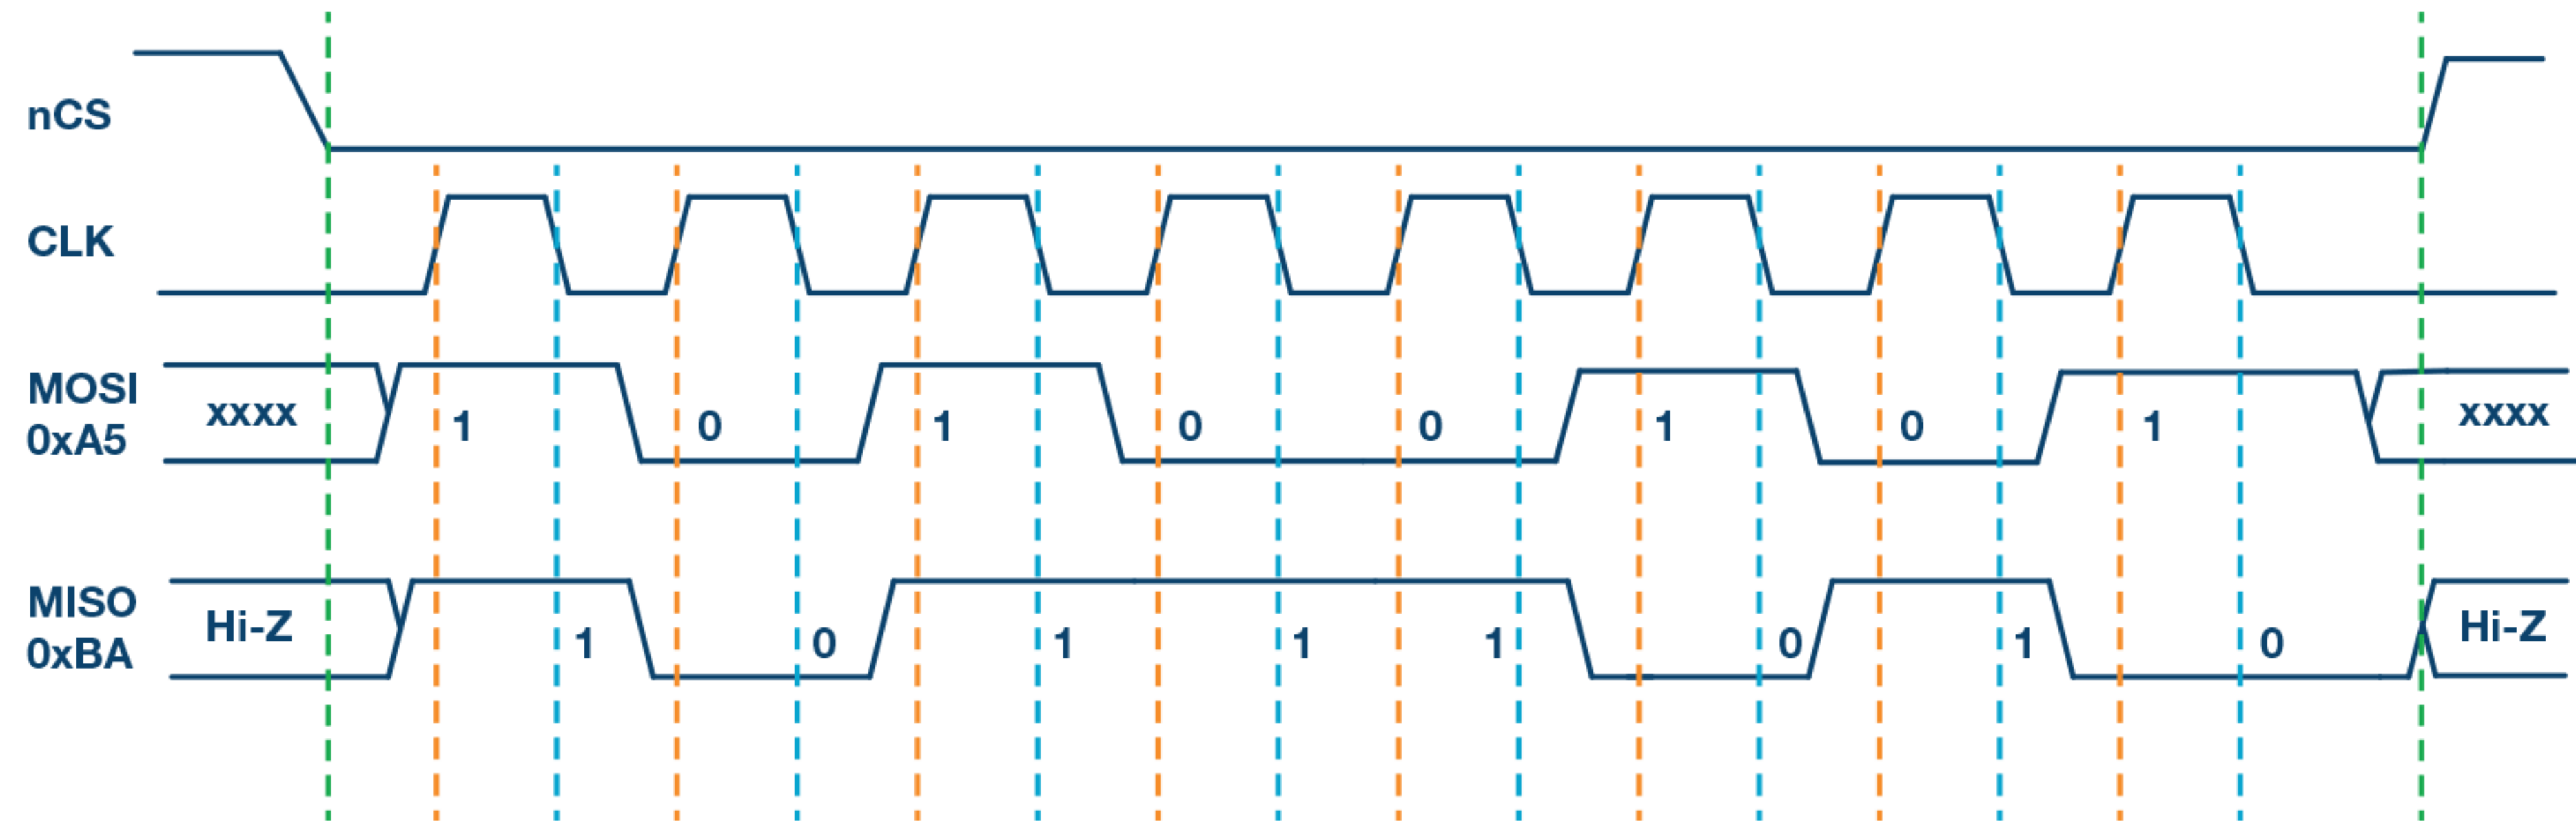 nCS
CLK
MOSI
0xA5
xxxx
1 0 1 0 0 1 0 1
xxxx
MISO
0xBA
Hi-Z
1 0 1 1 1 0 1 0
Hi-Z